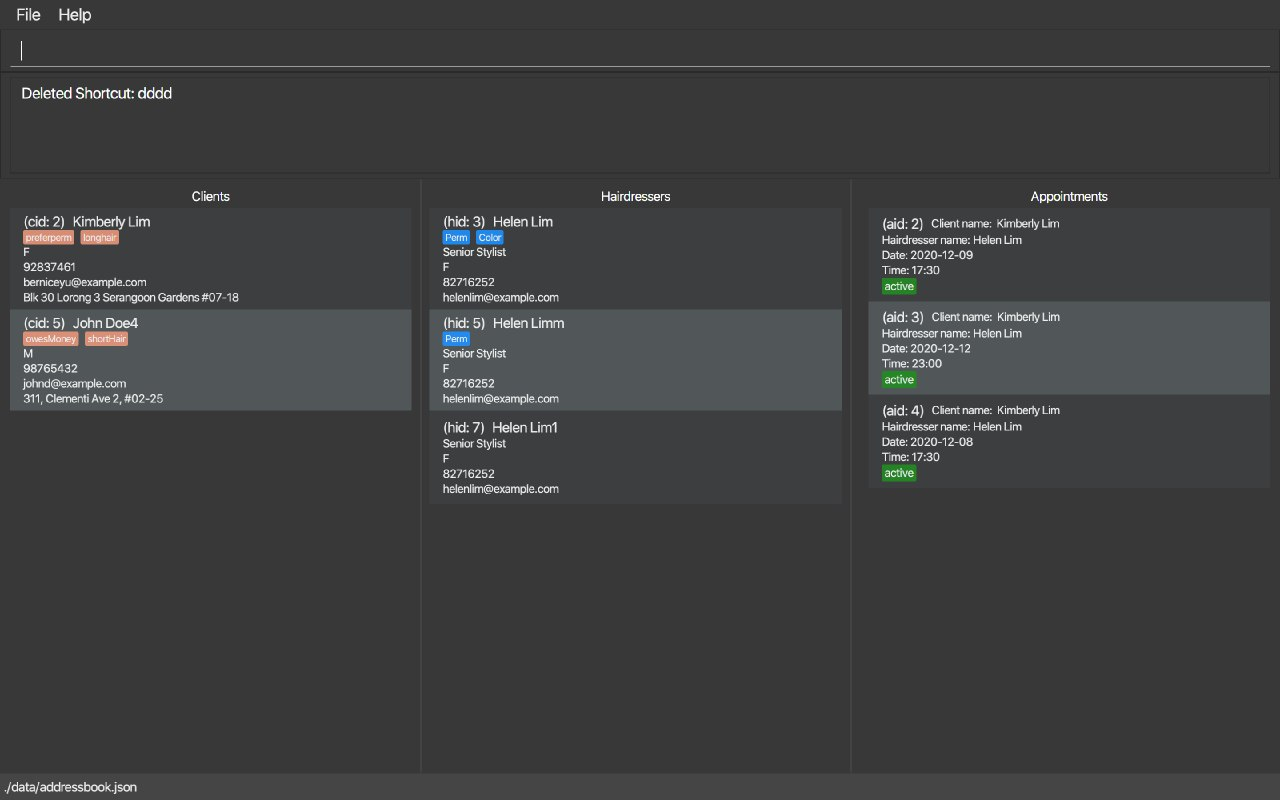 File Help
Deleted Shortcut: dddd
Clients
(cid: 2) Kimberly Lim
preferperm longhair
F
92837461
berniceyu@example.com
Blk 30 Lorong 3 Serangoon Gardens #07-18
(cid: 5) John Doe4
owesMoney shortHair
M
98765432
johnd@example.com
311, Clementi Ave 2, #02-25
Hairdressers
(hid: 3) Helen Lim
Perm Color
Senior Stylist
F
82716252
helenlim@example.com
(hid: 5) Helen Limm
Perm
Senior Stylist
F
82716252
helenlim@example.com
(hid: 7) Helen Lim1
Senior Stylist
F
82716252
helenlim@example.com
Appointments
(aid: 2) Client name: Kimberly Lim
Hairdresser name: Helen Lim
Date: 2020-12-09
Time: 17:30
active
(aid: 3) Client name: Kimberly Lim
Hairdresser name: Helen Lim
Date: 2020-12-12
Time: 23:00
active
(aid: 4) Client name: Kimberly Lim
Hairdresser name: Helen Lim
Date: 2020-12-08
Time: 17:30
active
./data/addressbook.json